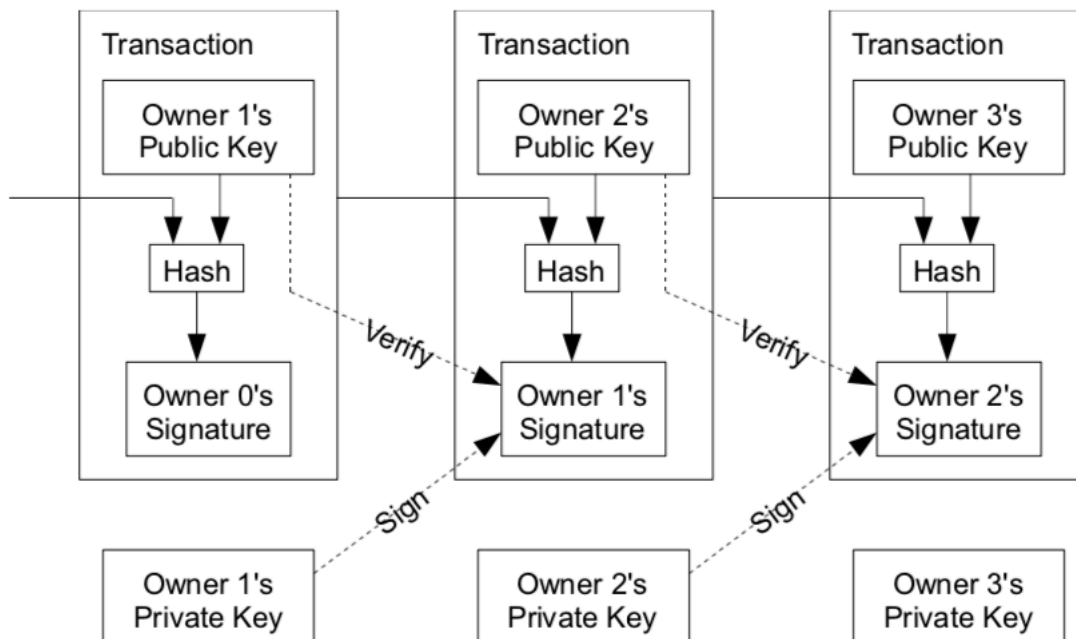 Transaction
Owner 1's
Public Key
Hash
Verify
Owner 0's
Signature
Sign
Owner 1's
Private Key
Transaction
Owner 2's
Public Key
Hash
Verify
Owner 1's
Signature
Sign
Owner 2's
Private Key
Transaction
Owner 3's
Public Key
Hash
Owner 2's
Signature
Owner 3's
Private Key